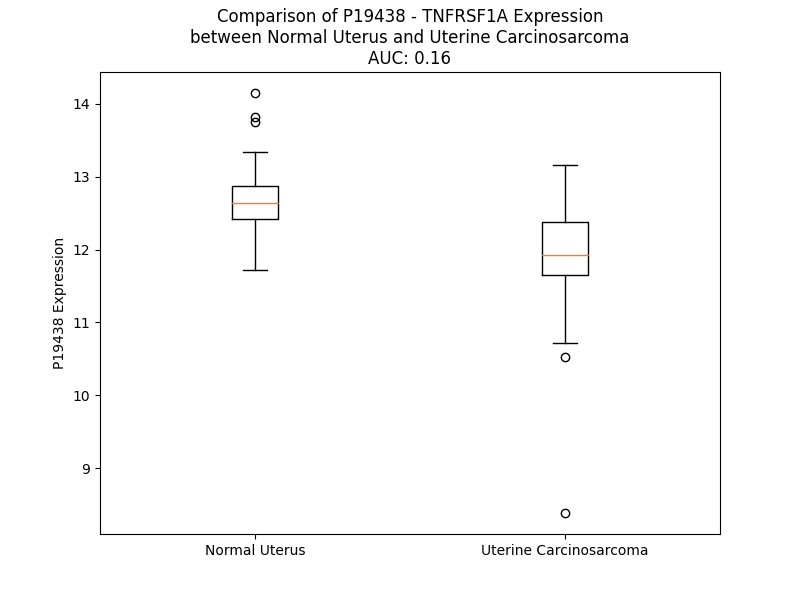 Comparison of P19438 - TNFRSF1A Expression
between Normal Uterus and Uterine Carcinosarcoma
AUC: 0.16
14
13
12
11
10
9
P19438 Expression
Normal Uterus
Uterine Carcinosarcoma